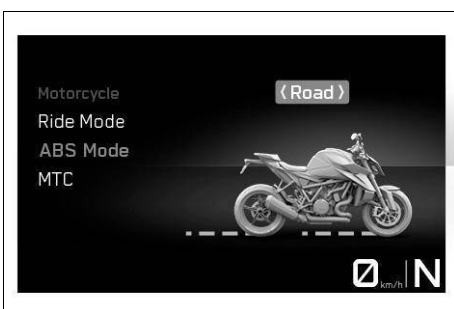 Motorcycle
⟨Road⟩
Ride Mode
ABS Mode
MTC
0 km/h N